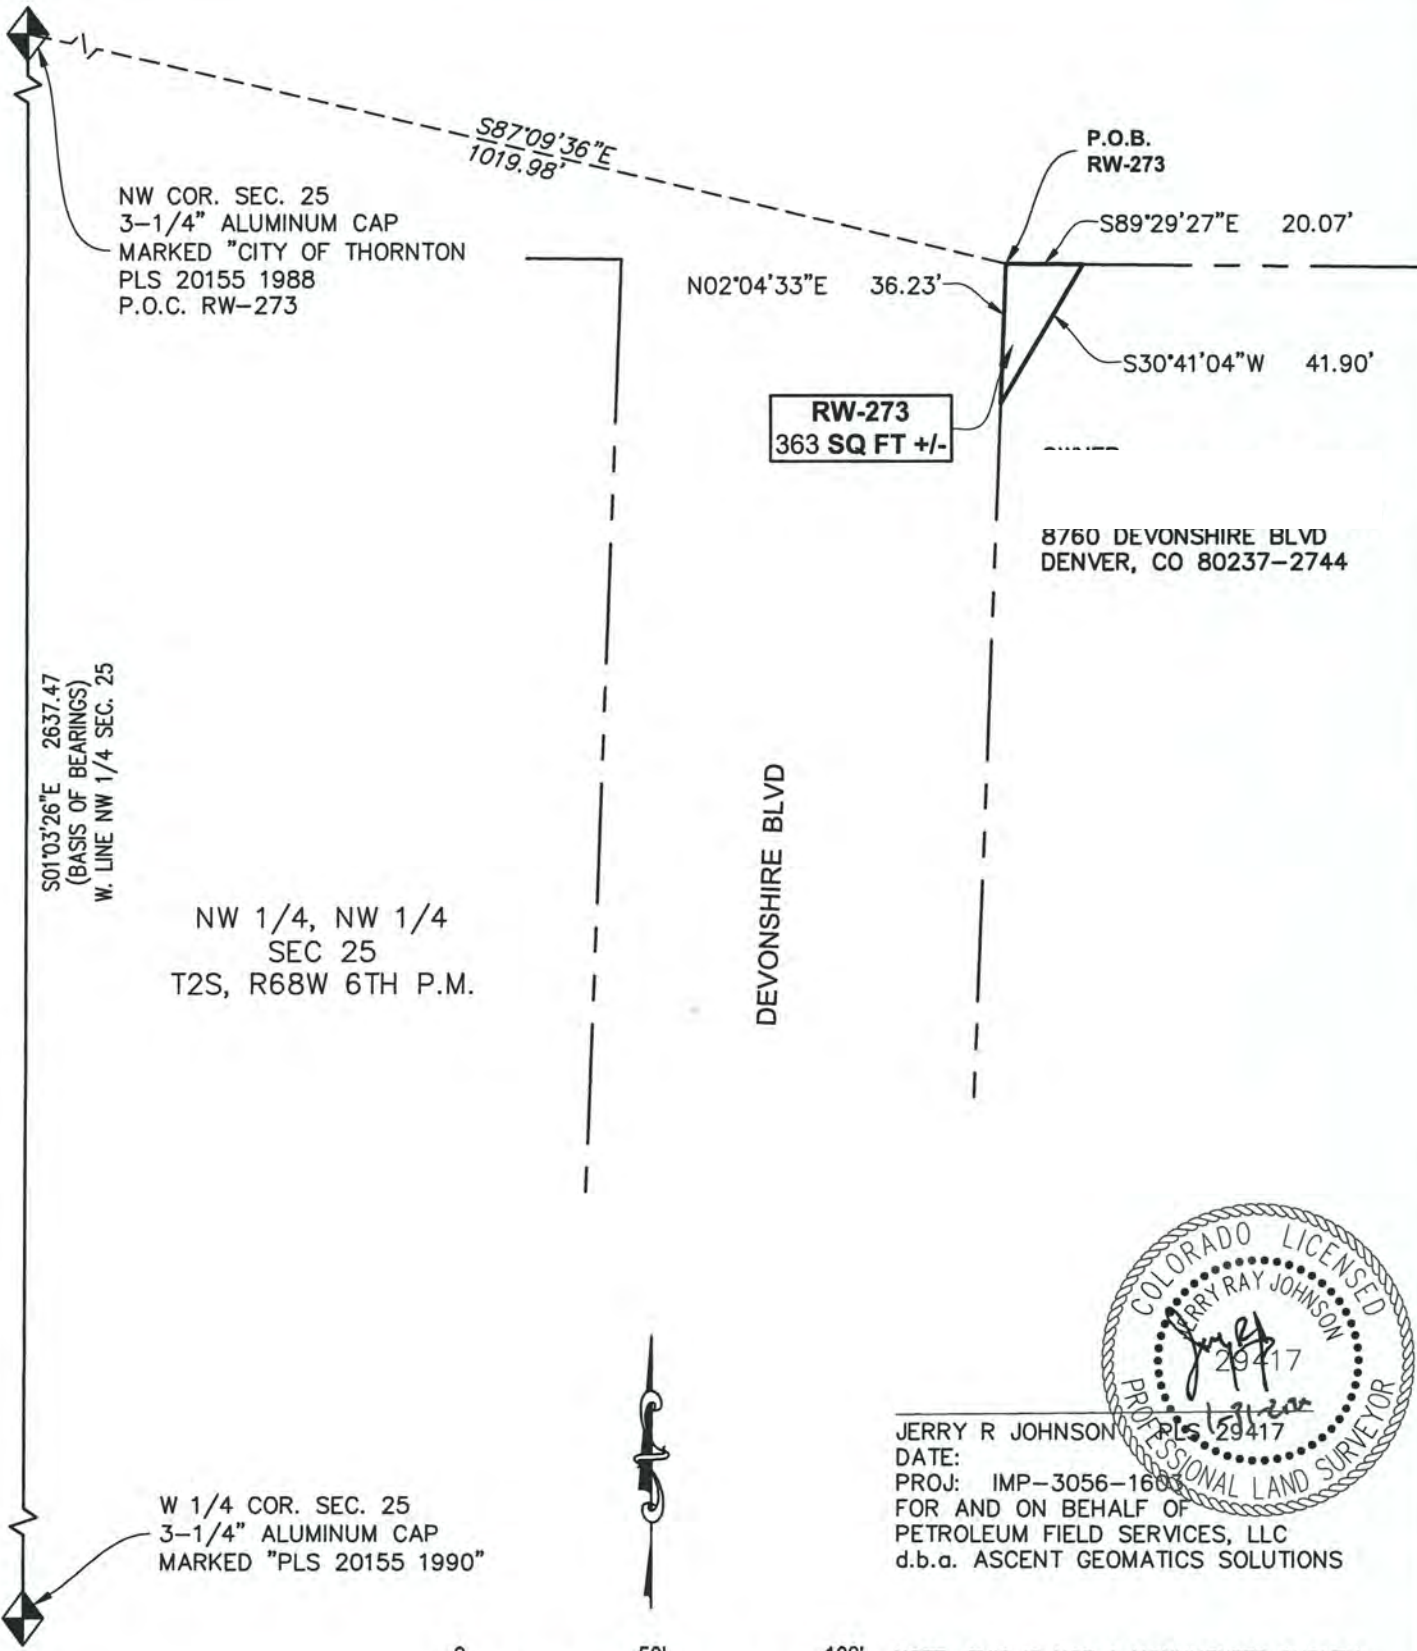 S87°09'36"E
1019.98'
P.O.B.
RW-273
NW COR. SEC. 25
3-1/4" ALUMINUM CAP
MARKED "CITY OF THORNTON
PLS 20155 1988
P.O.C. RW-273
S89°29'27"E 20.07'
N02°04'33"E 36.23'
S30°41'04"W 41.90'
RW-273
363 SQ FT +/-
8760 DEVONSHIRE BLVD
DENVER, CO 80237-2744
S01°03'26"E 2637.47
(BASIS OF BEARINGS)
W. LINE NW 1/4 SEC. 25
DEVONSHIRE BLVD
NW 1/4, NW 1/4
SEC 25
T2S, R68W 6TH P.M.
COLORADO LICENSED
JERRY RAY JOHNSON
29417
PROFESSIONAL LAND SURVEYOR
JERRY R JOHNSON PLS 29417
DATE:
PROJ: IMP-3056-1603
FOR AND ON BEHALF OF
PETROLEUM FIELD SERVICES, LLC
d.b.a. ASCENT GEOMATICS SOLUTIONS
W 1/4 COR. SEC. 25
3-1/4" ALUMINUM CAP
MARKED "PLS 20155 1990"